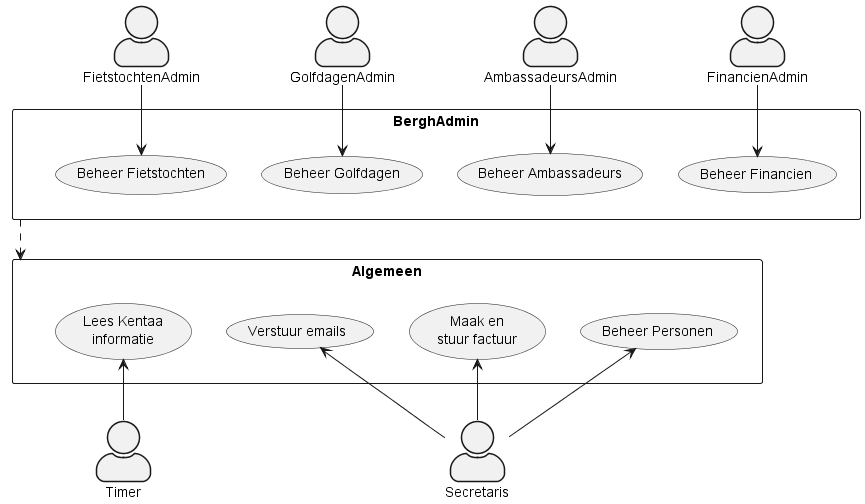 FietstochtenAdmin
GolfdagenAdmin
AmbassadeursAdmin
FinancienAdmin
BerghAdmin
Beheer Fietstochten
Beheer Golfdagen
Beheer Ambassadeurs
Beheer Financien
Algemeen
Lees Kentaa
informatie
Verstuur emails
Maak en
stuur factuur
Beheer Personen
Timer
Secretaris